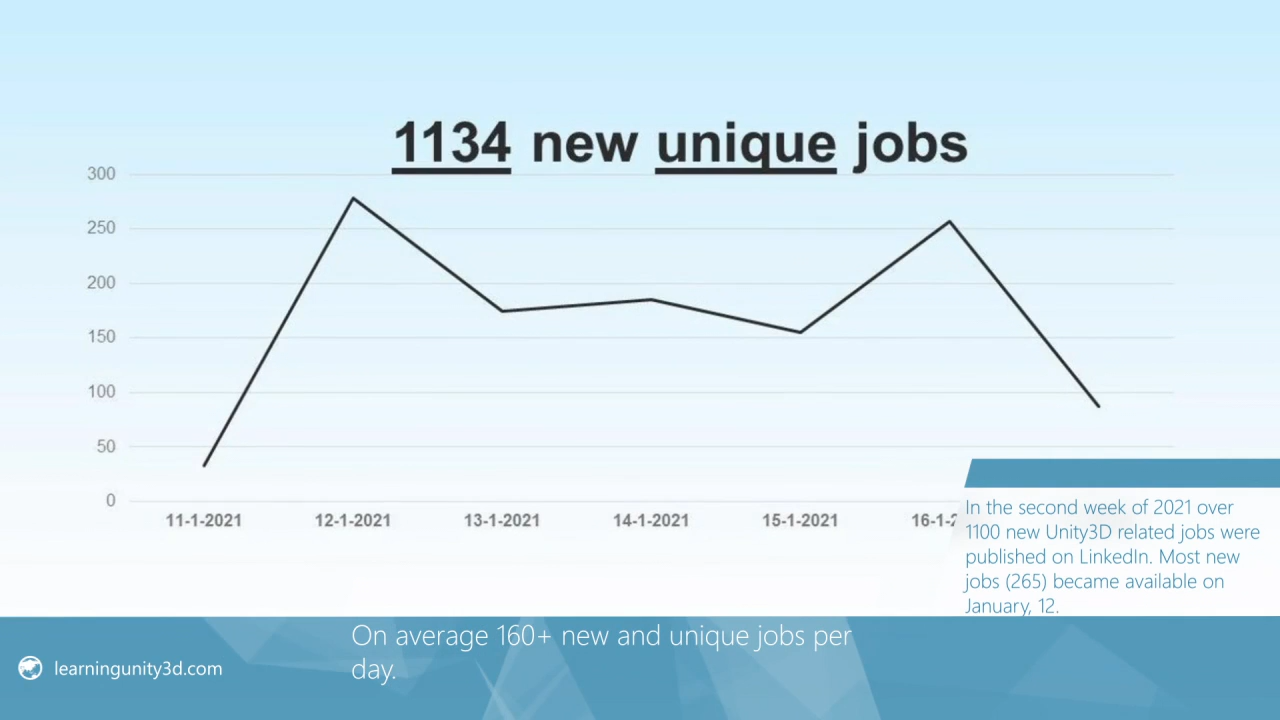 1134 new unique jobs
300
250
200
150
100
50
0
11-1-2021
12-1-2021
13-1-2021
14-1-2021
15-1-2021
In the second week of 2021 over
1100 new Unity3D related jobs were
published on LinkedIn. Most new
jobs (265) became available on
January, 12.
On average 160+ new and unique jobs per
day.
learningunity3d.com